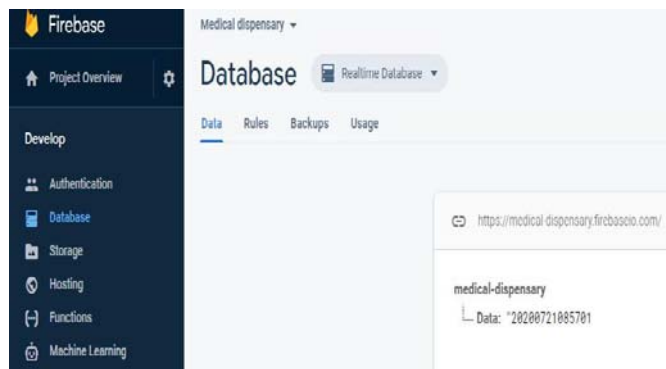 Firebase
Project Overview
Develop
Authentication
Database
Storage
Hosting
Functions
Machine Learning
Medical dispensary
Database Realtime Database
Data Rules Backups Usage
https://medical-dispensary.firebaseio.com/
medical-dispensary
Data: "20200721085701